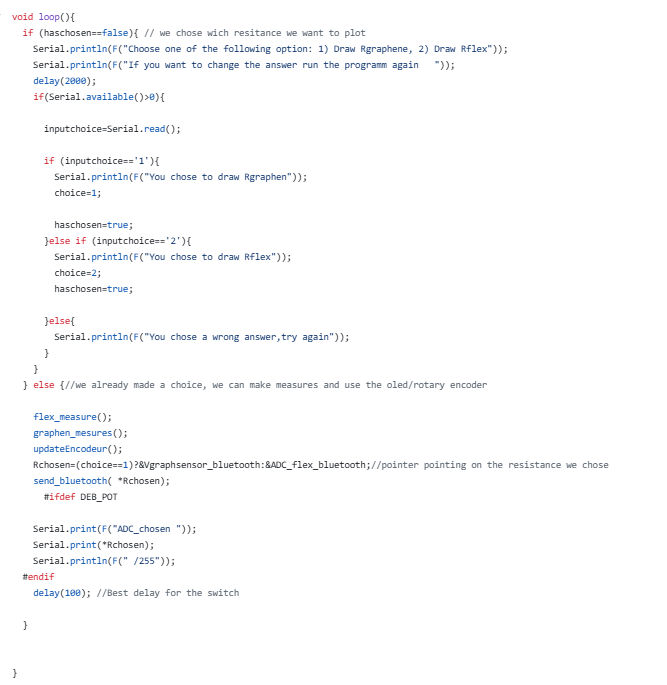 void loop(){
if (haschosen==false){ // we chose wich resitance we want to plot
Serial.println(F("Choose one of the following option: 1) Draw Rgraphene, 2) Draw Rflex"));
Serial.println(F("If you want to change the answer run the programm again   "));
delay(2000);
if(Serial.available()>0){
inputchoice=Serial.read();
if (inputchoice=='1'){
Serial.println(F("You chose to draw Rgraphen"));
choice=1;
haschosen=true;
}else if (inputchoice=='2'){
Serial.println(F("You chose to draw Rflex"));
choice=2;
haschosen=true;
}else{
Serial.println(F("You chose a wrong answer,try again"));
}
}
} else {//we already made a choice, we can make measures and use the oled/rotary encoder
flex_measure();
graphen_mesures();
updateEncodeur();
Rchosen=(choice==1)?&Vgraphsensor_bluetooth:&ADC_flex_bluetooth;//pointer pointing on the resistance we chose
send_bluetooth( *Rchosen);
#ifdef DEB_POT
Serial.print(F("ADC_chosen "));
Serial.print(*Rchosen);
Serial.println(F(" /255"));
#endif
delay(100); //Best delay for the switch
}
}